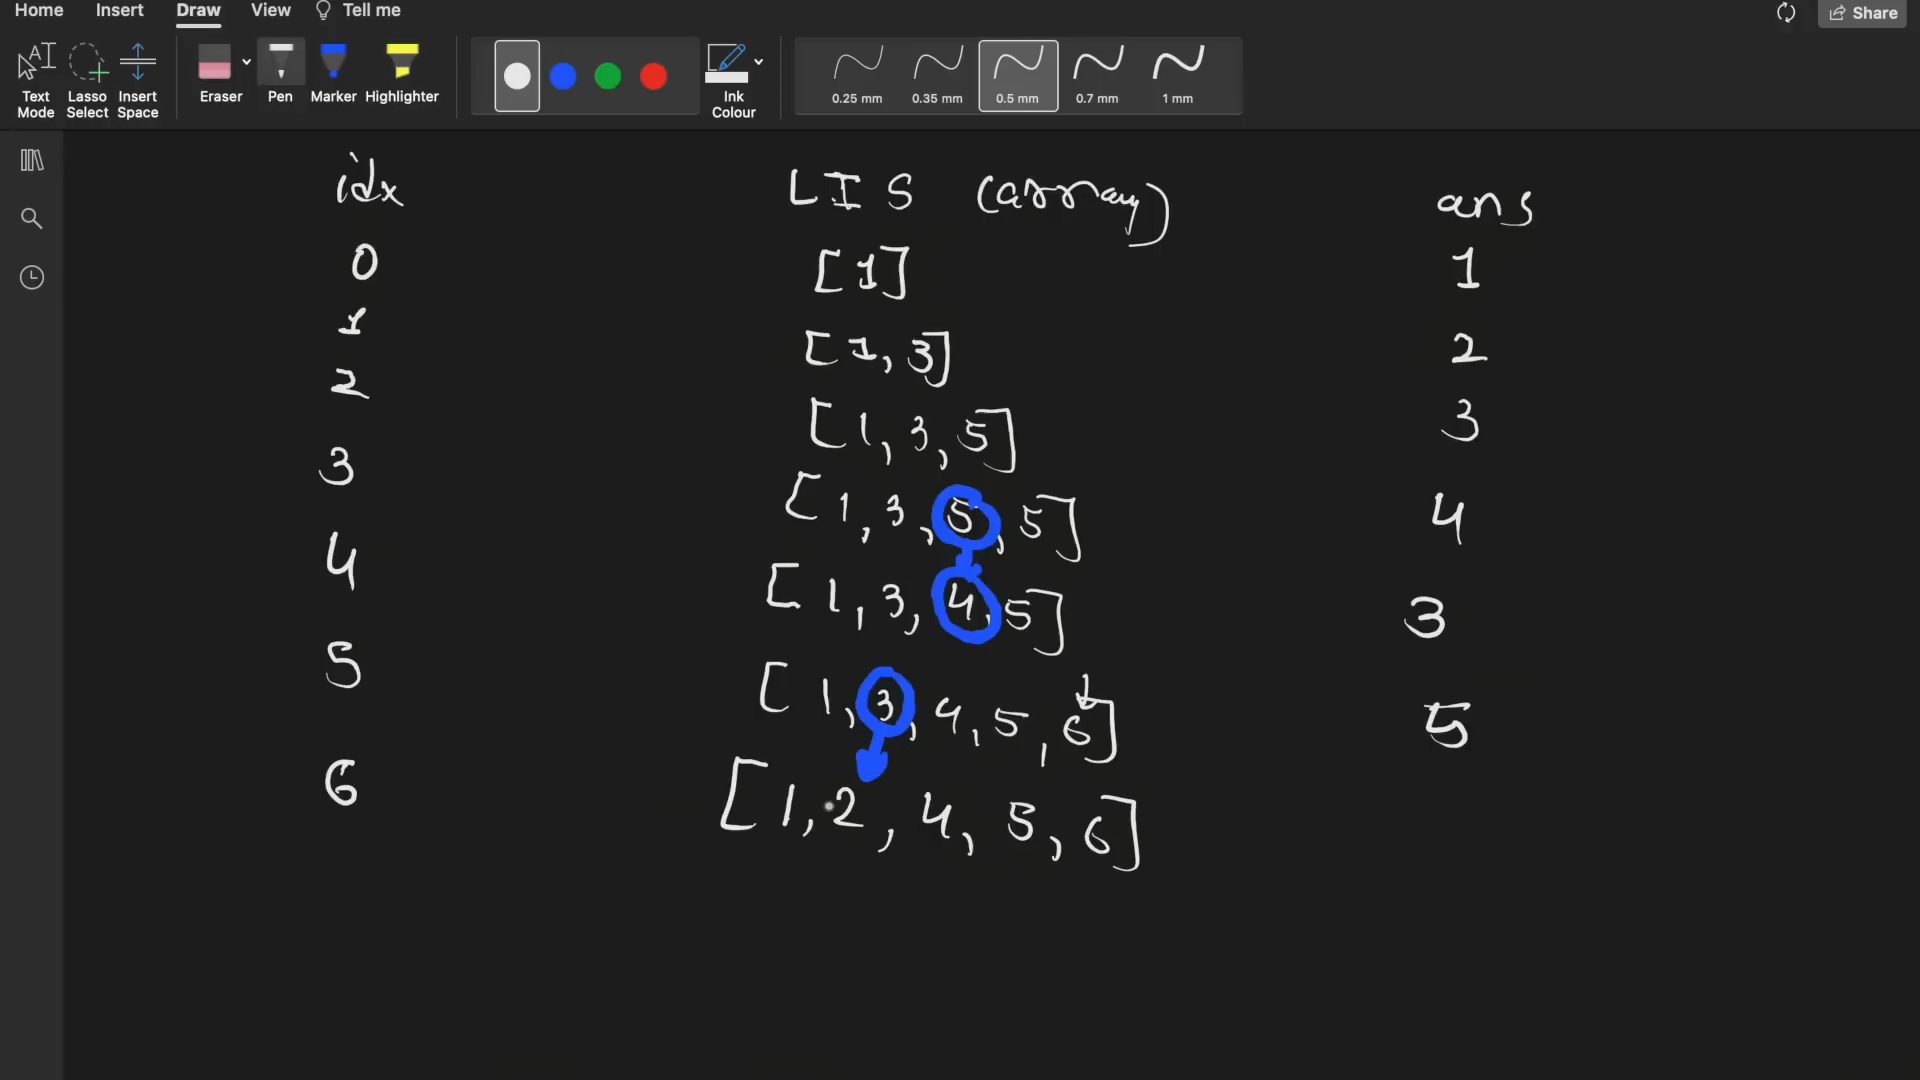 Home Insert Draw View Tell me Share
Text Mode Lasso Select Insert Space Eraser Pen Marker Highlighter Ink Colour 0.25 mm 0.35 mm 0.5 mm 0.7 mm 1 mm
idx LIS (array) ans
0 [1] 1
1 [1, 3] 2
2 [1, 3, 5] 3
3 [1, 3, 5, 5] 4
4 [1, 3, 4, 5] 3
5 [1, 3, 4, 5, 6] 5
6 [1, 2, 4, 5, 6]